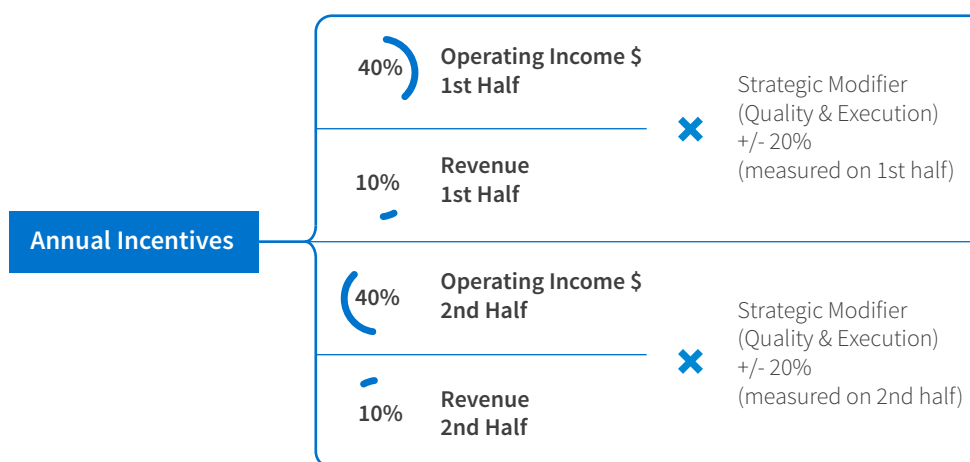 40%
Operating Income $
1st Half
10%
Revenue
1st Half
Strategic Modifier
(Quality & Execution)
+/- 20%
(measured on 1st half)
Annual Incentives
40%
Operating Income $
2nd Half
10%
Revenue
2nd Half
Strategic Modifier
(Quality & Execution)
+/- 20%
(measured on 2nd half)